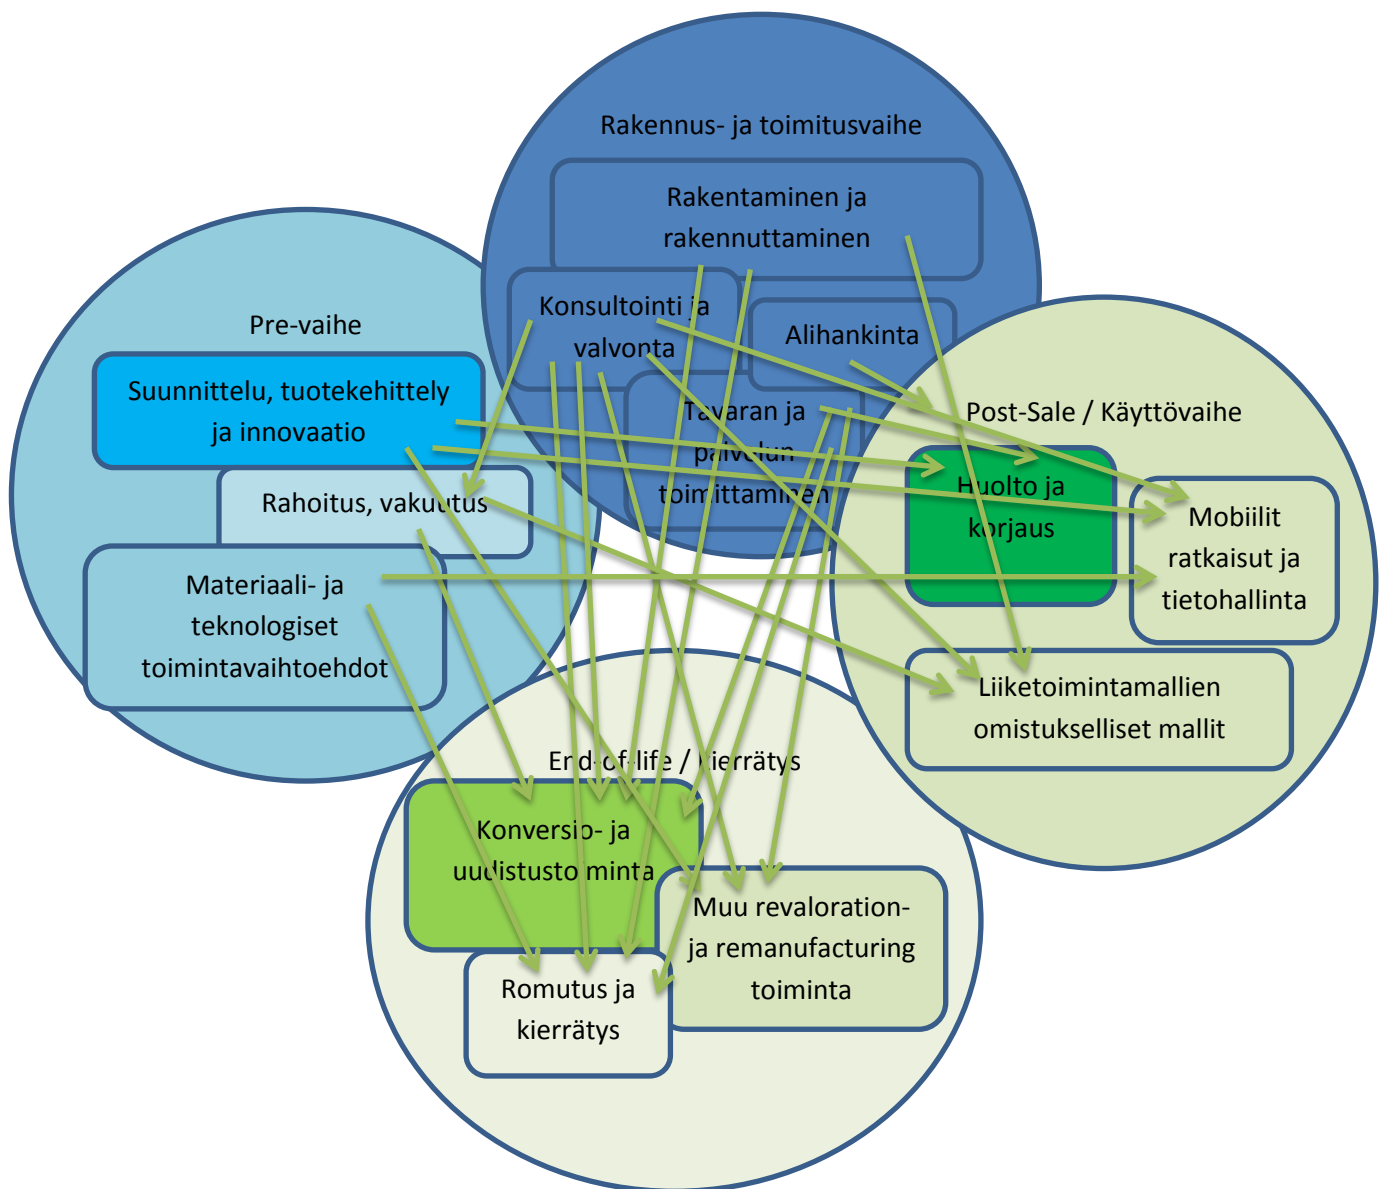 Rakennus- ja toimitusvaihe
Rakentaminen ja
rakennuttaminen
Konsultointi ja
valvonta
Alihankinta
Tavaran ja
palvelun
toimittaminen
Pre-vaihe
Suunnittelu, tuotekehittely
ja innovaatio
Rahoitus, vakuutus
Materiaali- ja
teknologiset
toimintavaihtoehdot
Post-Sale / Käyttövaihe
Huolto ja
korjaus
Mobiilit
ratkaisut ja
tietohallinta
Liiketoimintamallien
omistukselliset mallit
End-of-life / kierrätys
Konversio- ja
uudistustoiminta
Muu revaloration-
ja remanufacturing
toiminta
Romutus ja
kierrätys